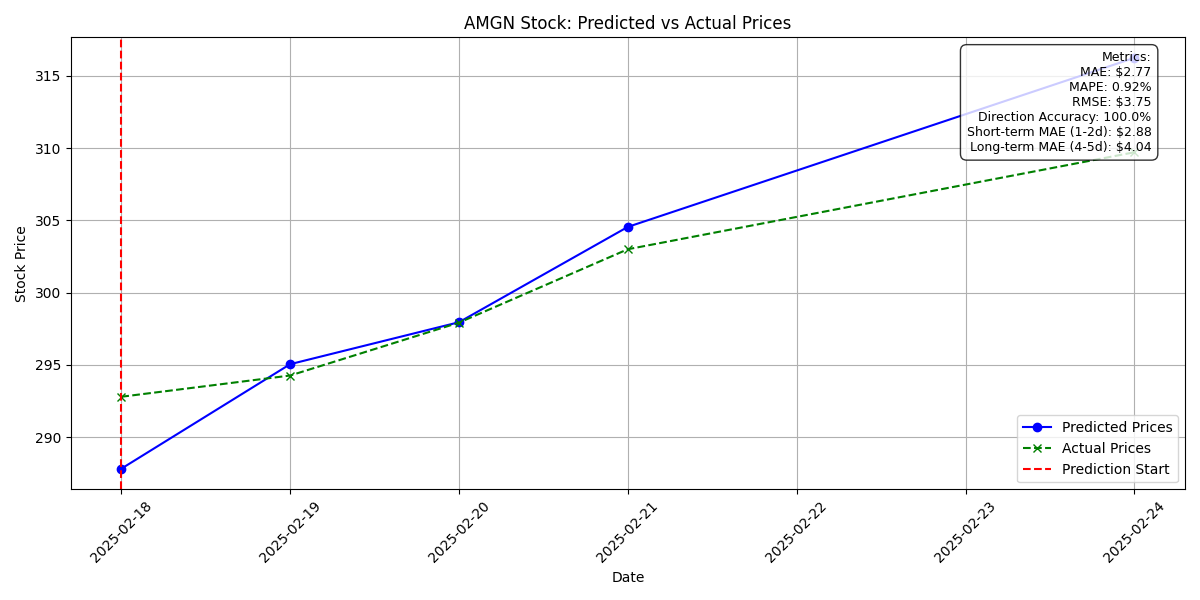 AMGN Stock: Predicted vs Actual Prices
Metrics:
MAE: $2.77
MAPE: 0.92%
RMSE: $3.75
Direction Accuracy: 100.0%
Short-term MAE (1-2d): $2.88
Long-term MAE (4-5d): $4.04
Stock Price
315
310
305
300
295
290
Predicted Prices
Actual Prices
Prediction Start
2025-02-18
2025-02-19
2025-02-20
2025-02-21
2025-02-22
2025-02-23
2025-02-24
Date